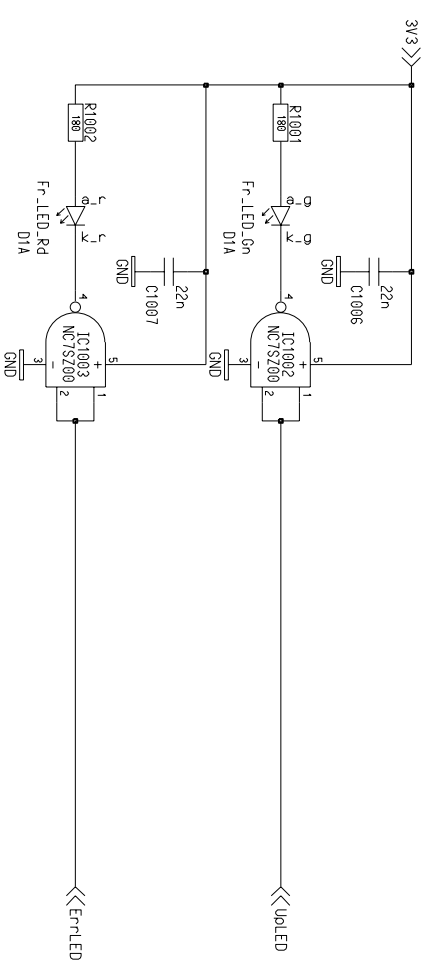 3V3
R1001
180
a_g
k_g
Fr_LED_Gn
D1A
22n
C1006
GND
4
IC1002
NC7SZ00
+
-
5
3
GND
1
2
UpLED
R1002
180
a_r
k_r
Fr_LED_Rd
D1A
22n
C1007
GND
4
IC1003
NC7SZ00
+
-
5
3
GND
1
2
ErrLED